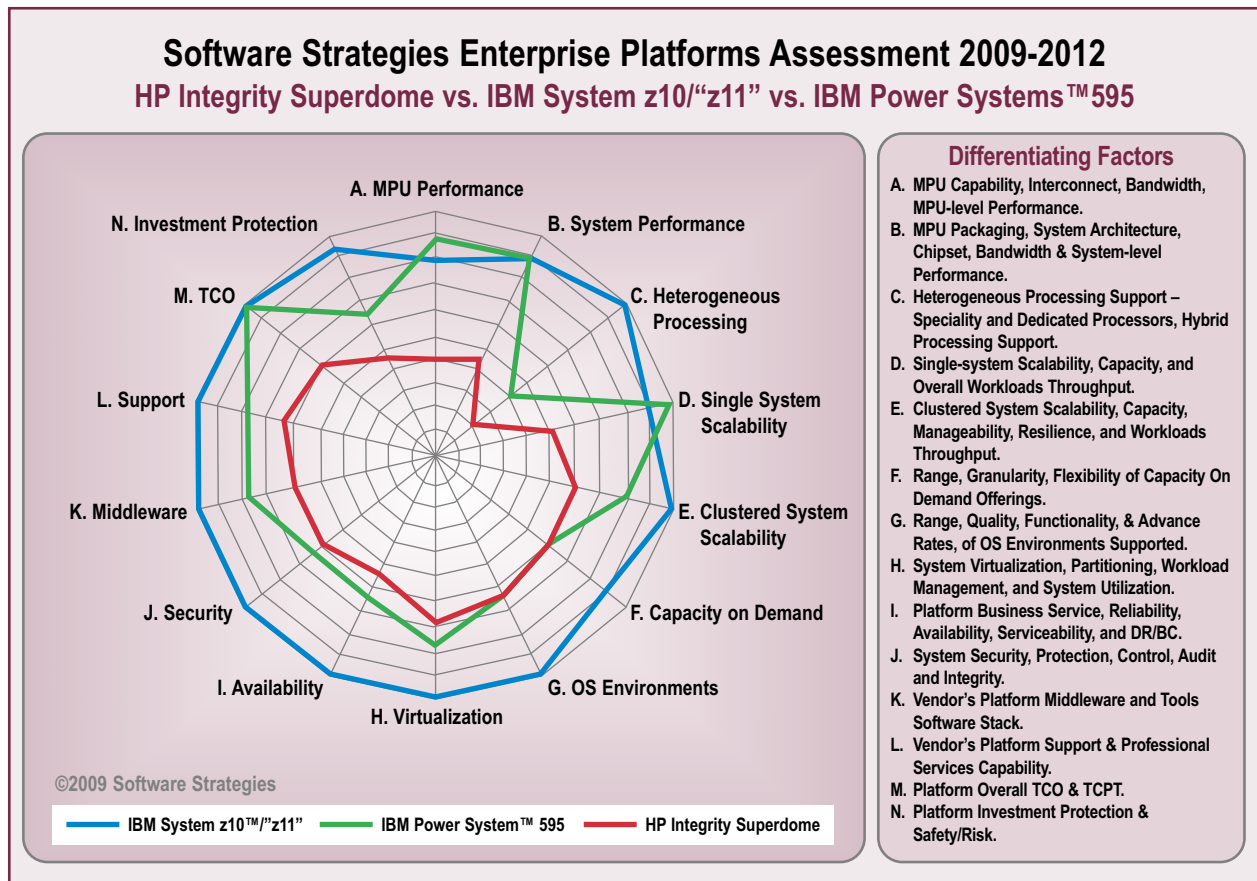 Software Strategies Enterprise Platforms Assessment 2009-2012
HP Integrity Superdome vs. IBM System z10/“z11” vs. IBM Power Systems™595
A. MPU Performance
B. System Performance
C. Heterogeneous
Processing
D. Single System
Scalability
E. Clustered System
Scalability
F. Capacity on Demand
G. OS Environments
H. Virtualization
I. Availability
J. Security
K. Middleware
L. Support
M. TCO
N. Investment Protection
©2009 Software Strategies
IBM System z10™/”z11” IBM Power System™ 595 HP Integrity Superdome
Differentiating Factors
A. MPU Capability, Interconnect, Bandwidth,
MPU-level Performance.
B. MPU Packaging, System Architecture,
Chipset, Bandwidth & System-level
Performance.
C. Heterogeneous Processing Support –
Speciality and Dedicated Processors, Hybrid
Processing Support.
D. Single-system Scalability, Capacity, and
Overall Workloads Throughput.
E. Clustered System Scalability, Capacity,
Manageability, Resilience, and Workloads
Throughput.
F. Range, Granularity, Flexibility of Capacity On
Demand Offerings.
G. Range, Quality, Functionality, & Advance
Rates, of OS Environments Supported.
H. System Virtualization, Partitioning, Workload
Management, and System Utilization.
I. Platform Business Service, Reliability,
Availability, Serviceability, and DR/BC.
J. System Security, Protection, Control, Audit
and Integrity.
K. Vendor’s Platform Middleware and Tools
Software Stack.
L. Vendor’s Platform Support & Professional
Services Capability.
M. Platform Overall TCO & TCPT.
N. Platform Investment Protection &
Safety/Risk.